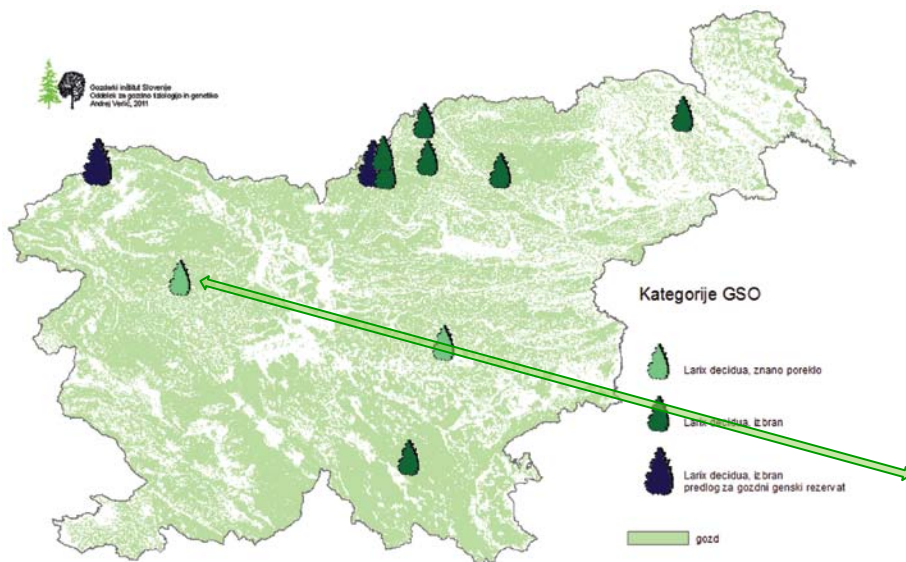 Gozdarski inštitut Slovenije
Oddelek za gozdno fiziologijo in genetiko
Andrej Verlič, 2011
Kategorije GSO
Larix decidua, znano poreklo
Larix decidua, izbran
Larix decidua, izbran
predlog za gozdni genski rezervat
gozd